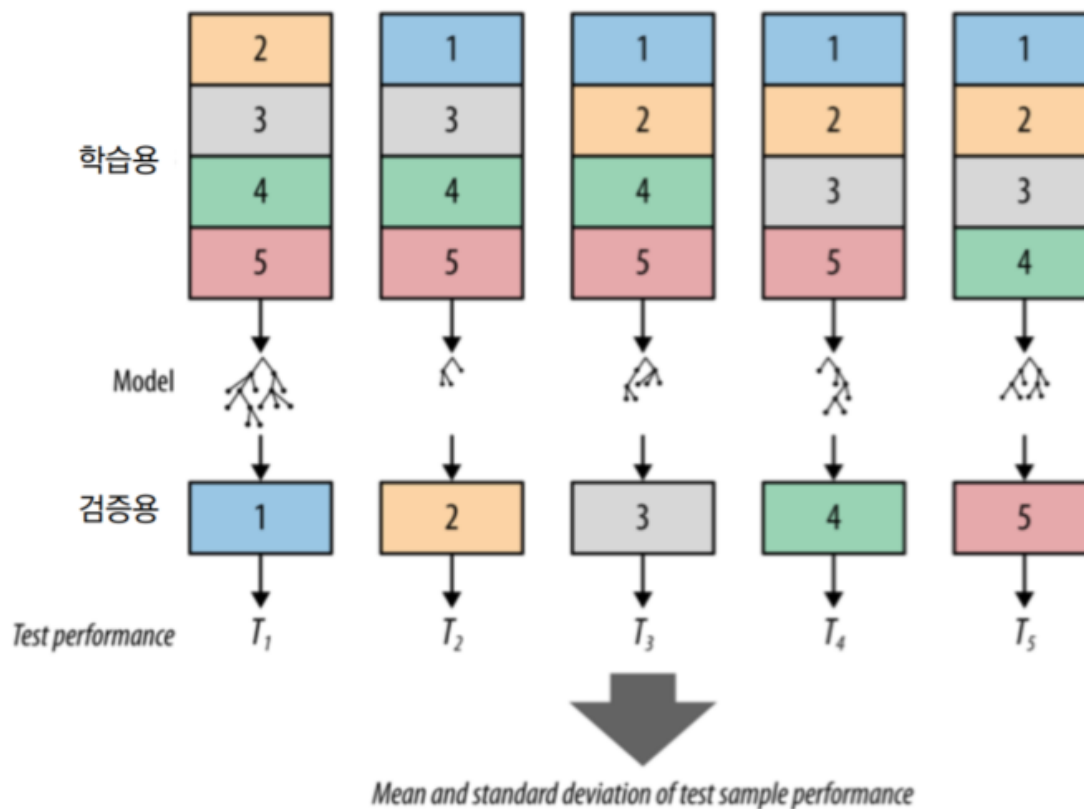 2 1 1 1 1
3 3 2 2 2
학습용
4 4 4 3 3
5 5 5 5 4
Model
검증용
1 2 3 4 5
Test performance T1 T2 T3 T4 T5
Mean and standard deviation of test sample performance